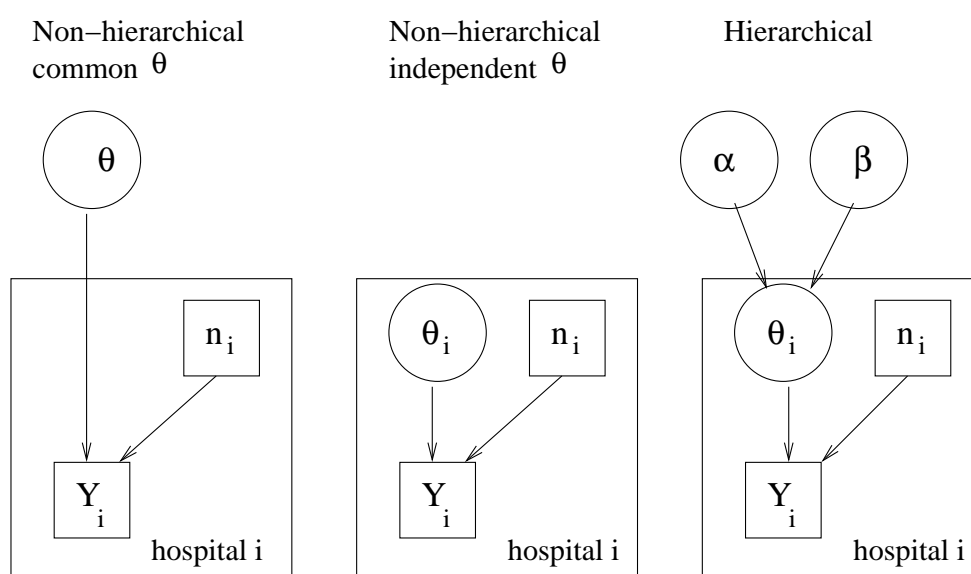 Non−hierarchical
common θ
θ
n i
Y i
hospital i
Non−hierarchical
independent θ
θ i
n i
Y i
hospital i
Hierarchical
α
β
θ i
n i
Y i
hospital i